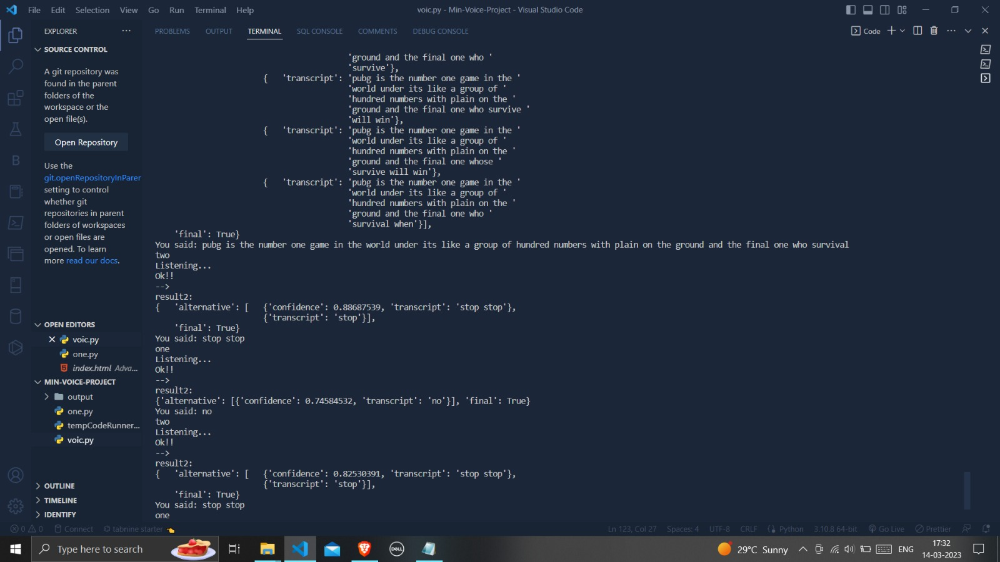 File Edit Selection View Go Run Terminal Help
voic.py - Min-Voice-Project - Visual Studio Code
EXPLORER
SOURCE CONTROL
A git repository was
found in the parent
folders of the
workspace or the
open file(s).
Open Repository
Use the
git.openRepositoryInParer
setting to control
whether git
repositories in parent
folders of workspaces
or open files are
opened. To learn
more read our docs.
OPEN EDITORS
voic.py
one.py
index.html Adva...
MIN-VOICE-PROJECT
output
one.py
tempCodeRunner...
voic.py
OUTLINE
TIMELINE
IDENTIFY
PROBLEMS OUTPUT TERMINAL SQL CONSOLE COMMENTS DEBUG CONSOLE
Code
'ground and the final one who '
'survive'},
{ 'transcript': 'pubg is the number one game in the '
'world under its like a group of '
'hundred numbers with plain on the '
'ground and the final one who survive '
'will win'},
{ 'transcript': 'pubg is the number one game in the '
'world under its like a group of '
'hundred numbers with plain on the '
'ground and the final one whose '
'survive will win'},
{ 'transcript': 'pubg is the number one game in the '
'world under its like a group of '
'hundred numbers with plain on the '
'ground and the final one who '
'survival when'}],
'final': True}
You said: pubg is the number one game in the world under its like a group of hundred numbers with plain on the ground and the final one who survival
two
Listening...
Ok!!
-->
result2:
{ 'alternative': [ {'confidence': 0.88687539, 'transcript': 'stop stop'},
{'transcript': 'stop'}],
'final': True}
You said: stop stop
one
Listening...
Ok!!
-->
result2:
{'alternative': [{'confidence': 0.74584532, 'transcript': 'no'}], 'final': True}
You said: no
two
Listening...
Ok!!
-->
result2:
{ 'alternative': [ {'confidence': 0.82530391, 'transcript': 'stop stop'},
{'transcript': 'stop'}],
'final': True}
You said: stop stop
one
0 0 Connect tabnine starter
Ln 123, Col 27 Spaces: 4 UTF-8 CRLF Python 3.10.8 64-bit Go Live Prettier
Type here to search
DELL
29°C Sunny
ENG
17:32
14-03-2023